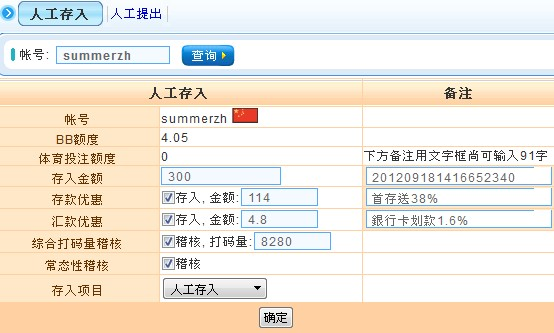 人工存入 人工提出
帐号: summerzh 查询
人工存入 备注
帐号 summerzh
BB额度 4.05
体育投注额度 0 下方备注用文字框尚可输入91字
存入金额 300 201209181416652340
存款优惠 存入, 金额: 114 首存送38%
汇款优惠 存入, 金额: 4.8 銀行卡划款1.6%
综合打码量稽核 稽核, 打码量: 8280
常态性稽核 稽核
存入项目 人工存入
确定